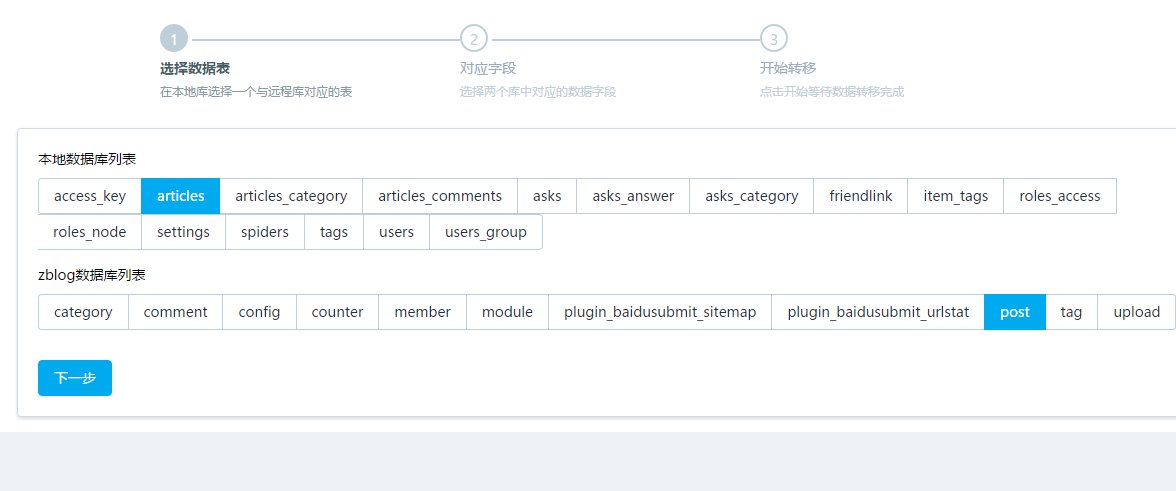 1 2 3
选择数据表 对应字段 开始转移
在本地库选择一个与远程库对应的表 选择两个库中对应的数据字段 点击开始等待数据转移完成
本地数据库列表
access_key articles articles_category articles_comments asks asks_answer asks_category friendlink item_tags roles_access
roles_node settings spiders tags users users_group
zblog数据库列表
category comment config counter member module plugin_baidusubmit_sitemap plugin_baidusubmit_urlstat post tag upload
下一步